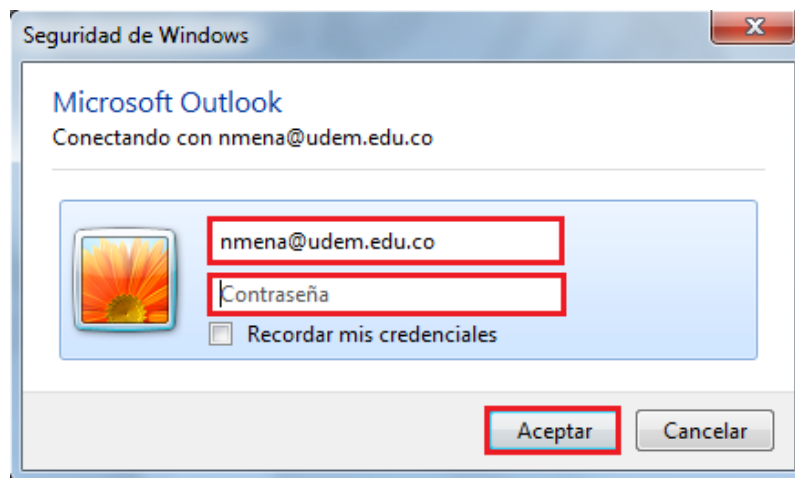 Seguridad de Windows
Microsoft Outlook
Conectando con nmena@udem.edu.co
nmena@udem.edu.co
Contraseña
Recordar mis credenciales
Aceptar Cancelar